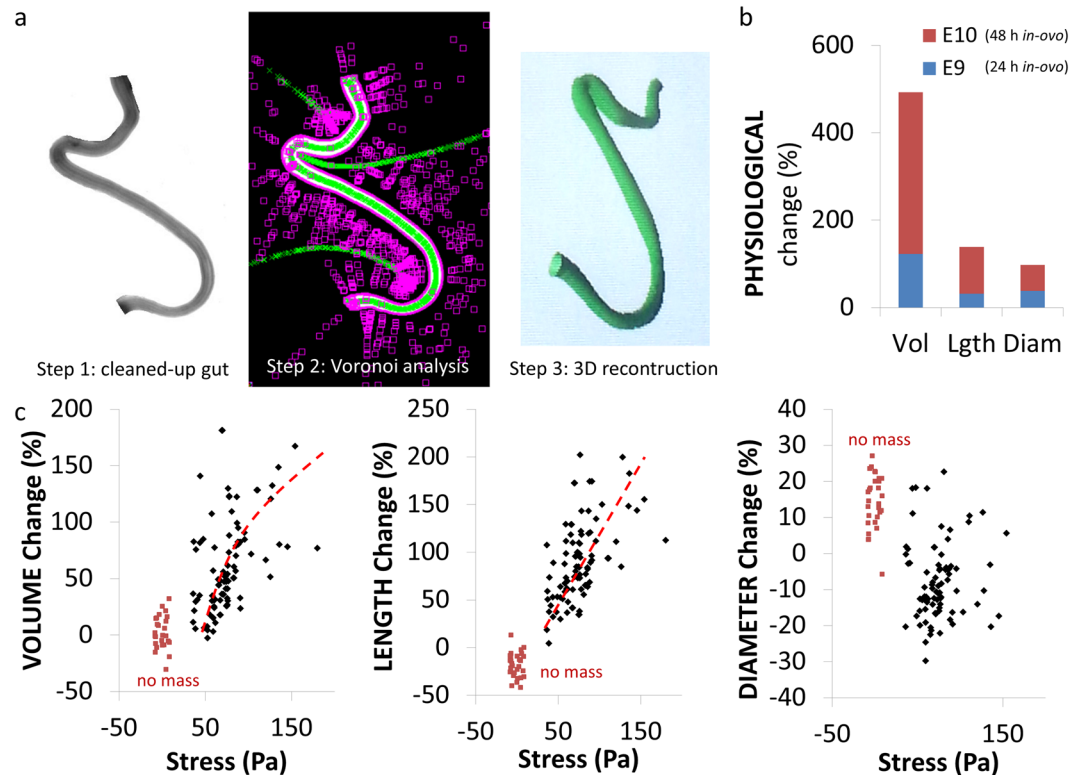 a
Step 1: cleaned-up gut
Step 2: Voronoi analysis
Step 3: 3D recontruction
b
E10 (48 h in-ovo)
E9 (24 h in-ovo)
PHYSIOLOGICAL
change (%)
600
400
200
0
Vol Lgth Diam
c
VOLUME Change (%)
200
150
100
50
0
-50
no mass
-50 50 150
Stress (Pa)
LENGTH Change (%)
250
200
150
100
50
0
-50
no mass
-50 50 150
Stress (Pa)
DIAMETER Change (%)
40
30
20
10
0
-10
-20
-30
-40
no mass
-50 50 150
Stress (Pa)